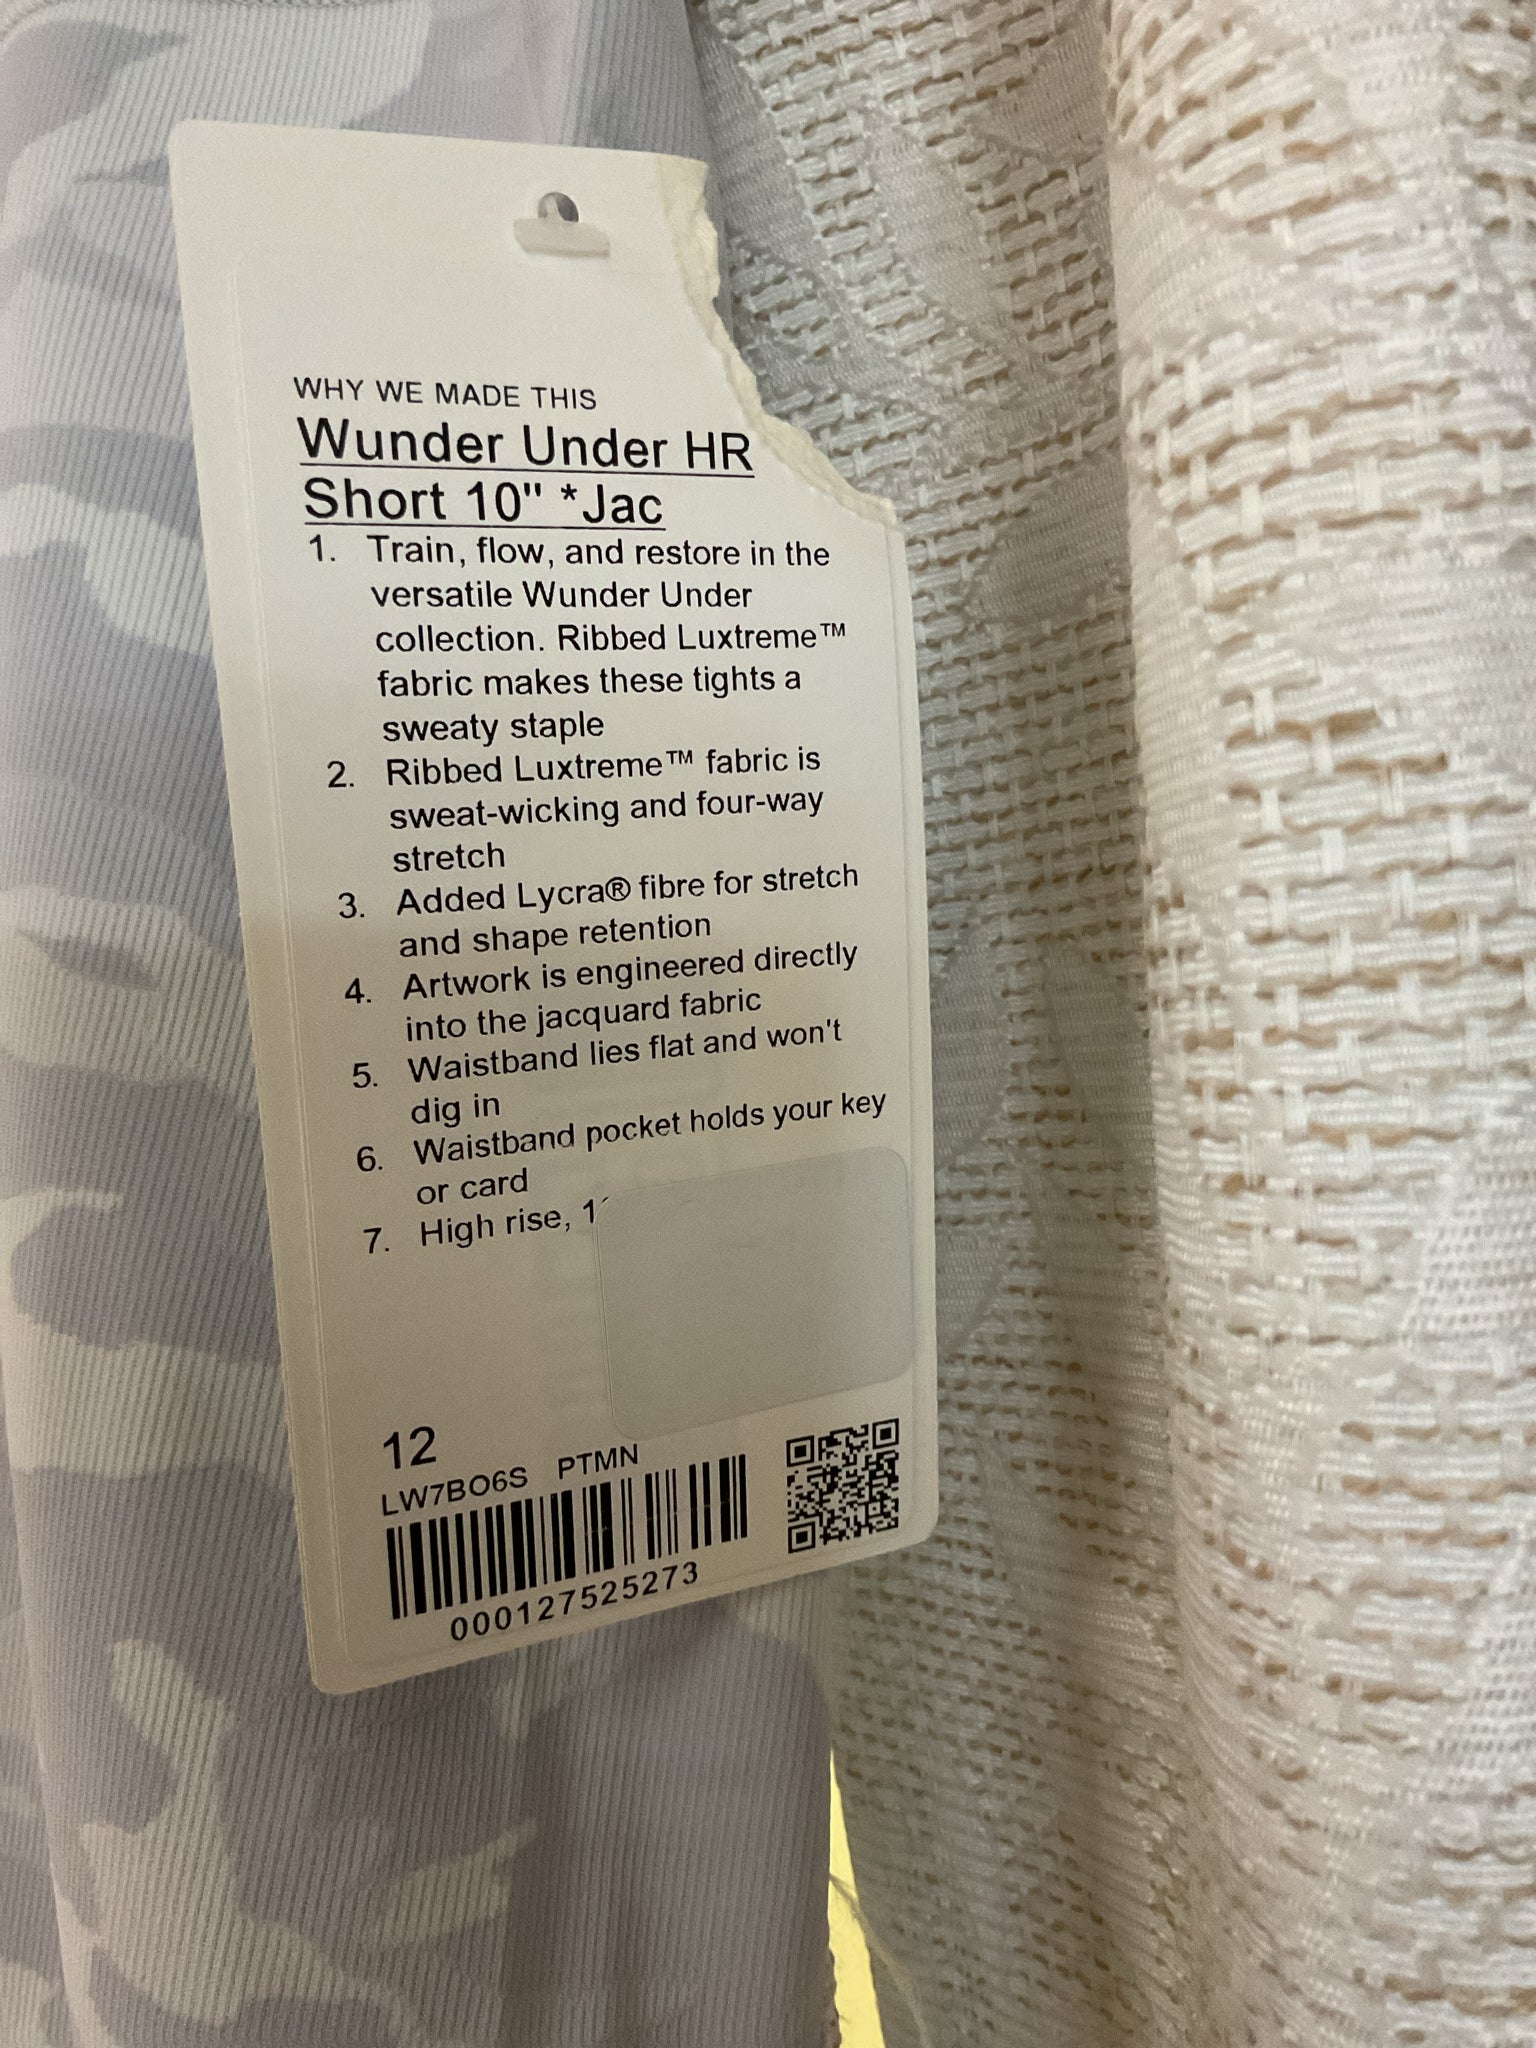 WHY WE MADE THIS
Wunder Under HR
Short 10" *Jac
1. Train, flow, and restore in the
versatile Wunder Under
collection. Ribbed Luxtreme™
fabric makes these tights a
sweaty staple
2. Ribbed Luxtreme™ fabric is
sweat-wicking and four-way
stretch
3. Added Lycra® fibre for stretch
and shape retention
4. Artwork is engineered directly
into the jacquard fabric
5. Waistband lies flat and won't
dig in
6. Waistband pocket holds your key
or card
7. High rise,
12
LW7BO6S PTMN
000127525273